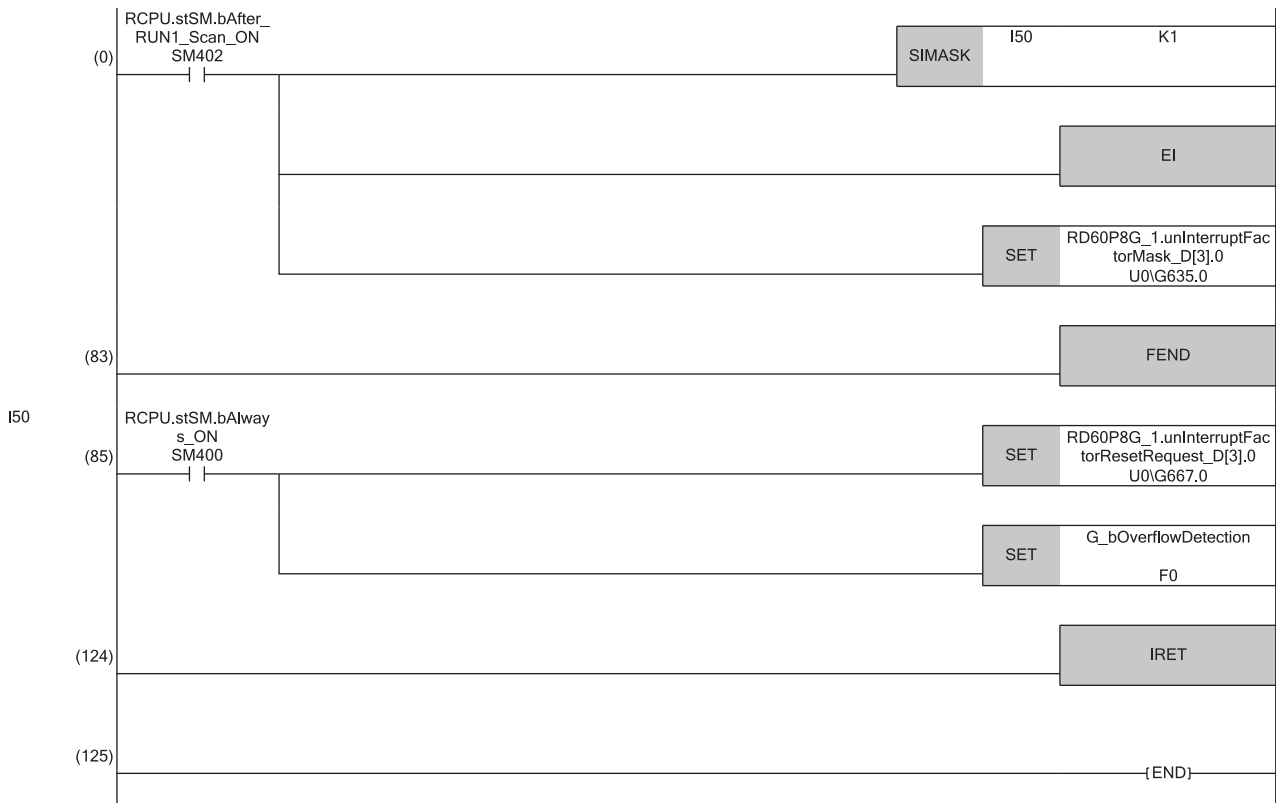 RCPU.stSM.bAfter_
RUN1_Scan_ON
(0) SM402
SIMASK I50 K1
EI
SET RD60P8G_1.unInterruptFac
torMask_D[3].0
U0\G635.0
(83) FEND
I50 RCPU.stSM.bAlway
s_ON
(85) SM400
SET RD60P8G_1.unInterruptFac
torResetRequest_D[3].0
U0\G667.0
SET G_bOverflowDetection
F0
(124) IRET
(125) END